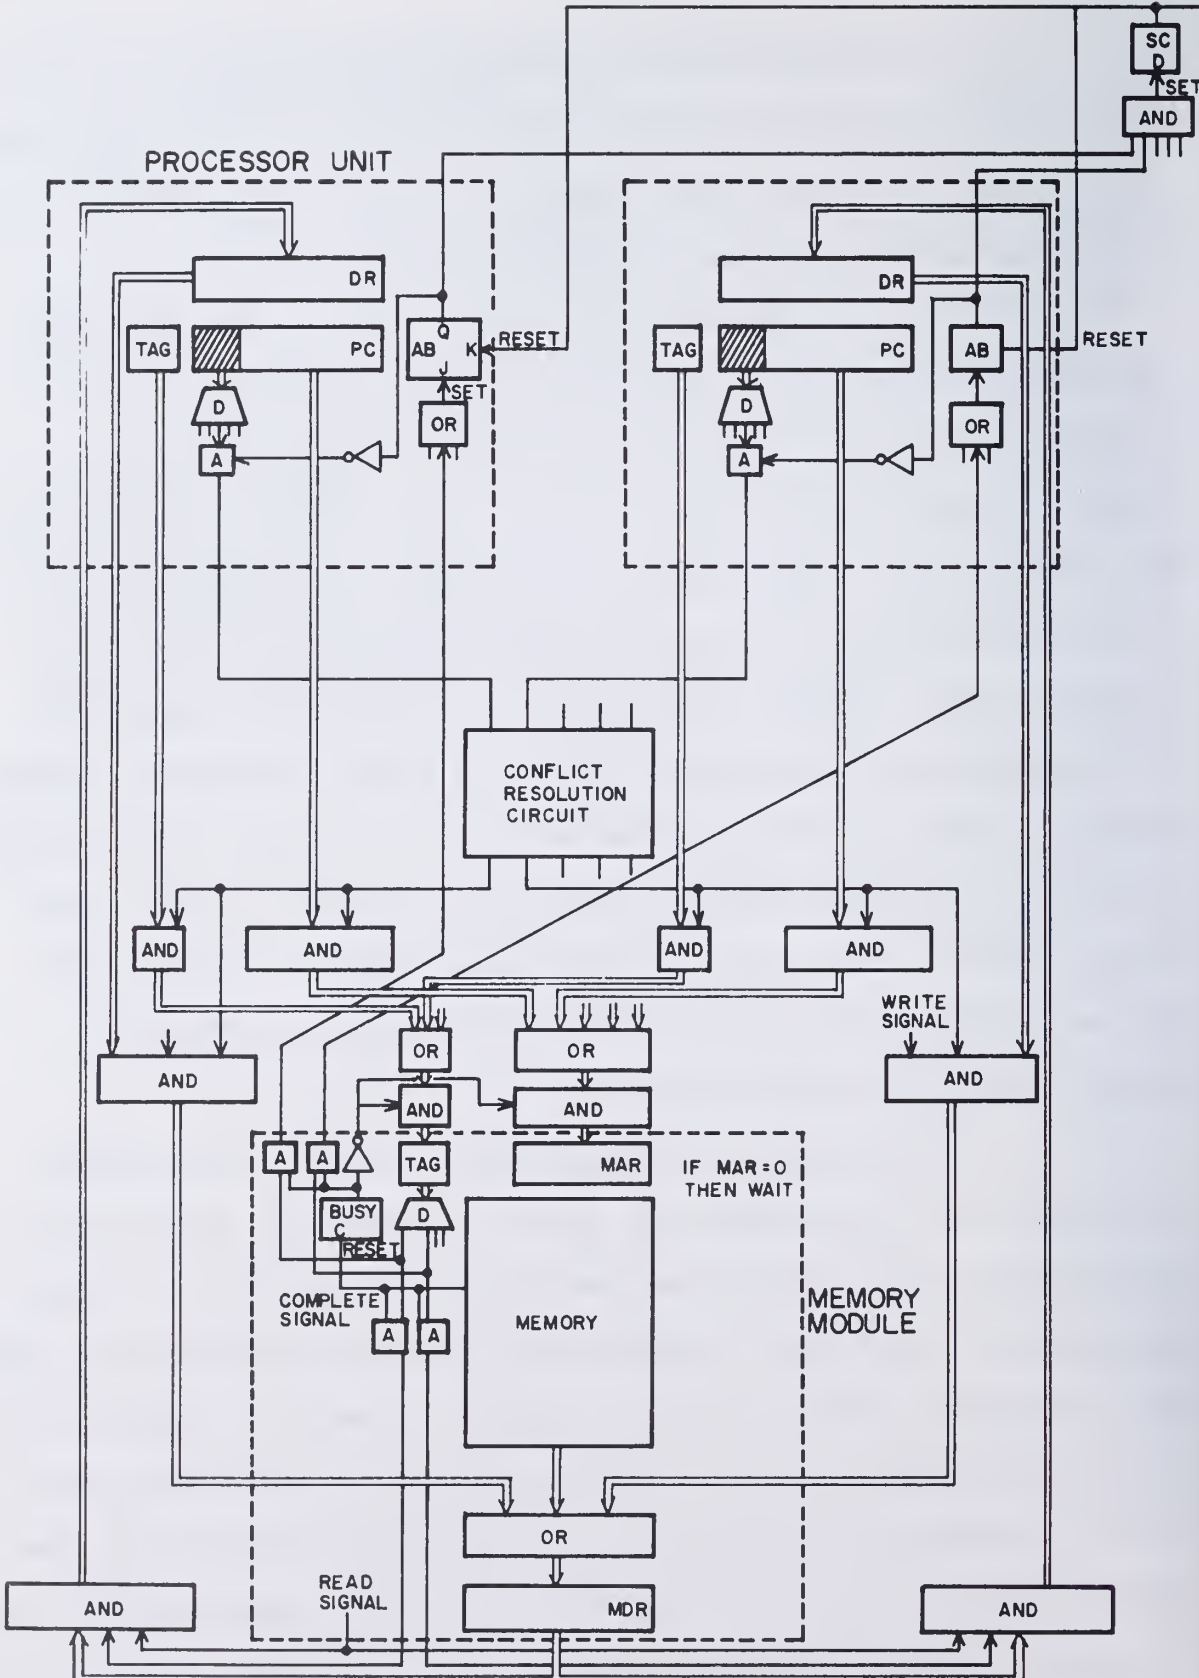 SC
D
SET
AND
PROCESSOR UNIT
DR
DR
TAG
PC
AB
Q
K
J
RESET
TAG
PC
AB
RESET
D
SET
OR
D
OR
A
A
CONFLICT
RESOLUTION
CIRCUIT
AND
AND
AND
AND
WRITE
SIGNAL
OR
OR
AND
AND
AND
AND
A
A
TAG
MAR
IF MAR=0
THEN WAIT
BUSY
C
D
RESET
COMPLETE
SIGNAL
A
A
MEMORY
MEMORY
MODULE
OR
READ
SIGNAL
AND
MDR
AND